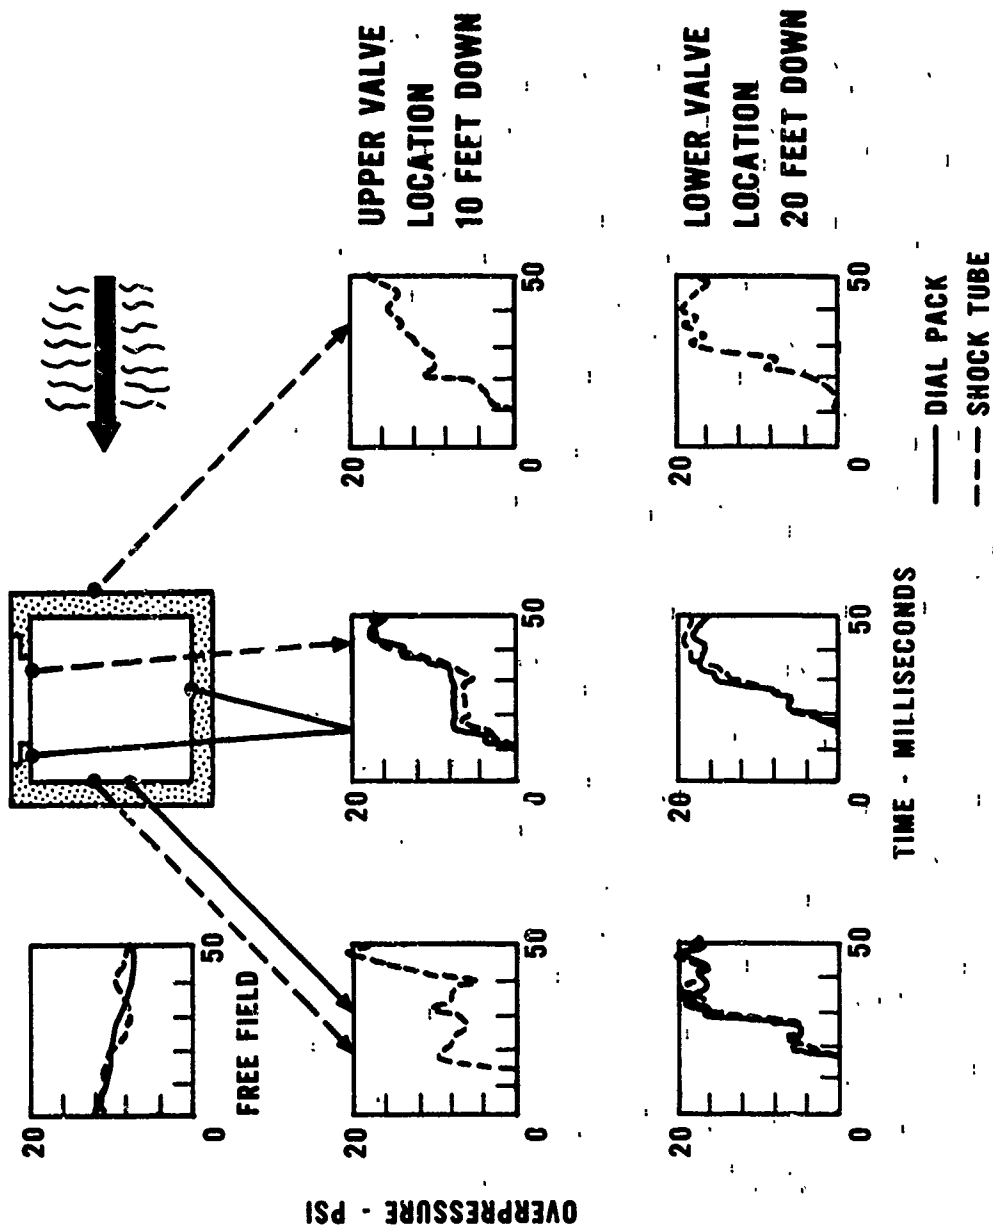 OVERPRESSURE - PSI
20
0
50
FREE FIELD
20
0
50
20
0
50
20
0
50
UPPER VALVE
LOCATION
10 FEET DOWN
20
0
50
20
0
50
20
0
50
LOWER VALVE
LOCATION
20 FEET DOWN
TIME - MILLISECONDS
DIAL PACK
SHOCK TUBE